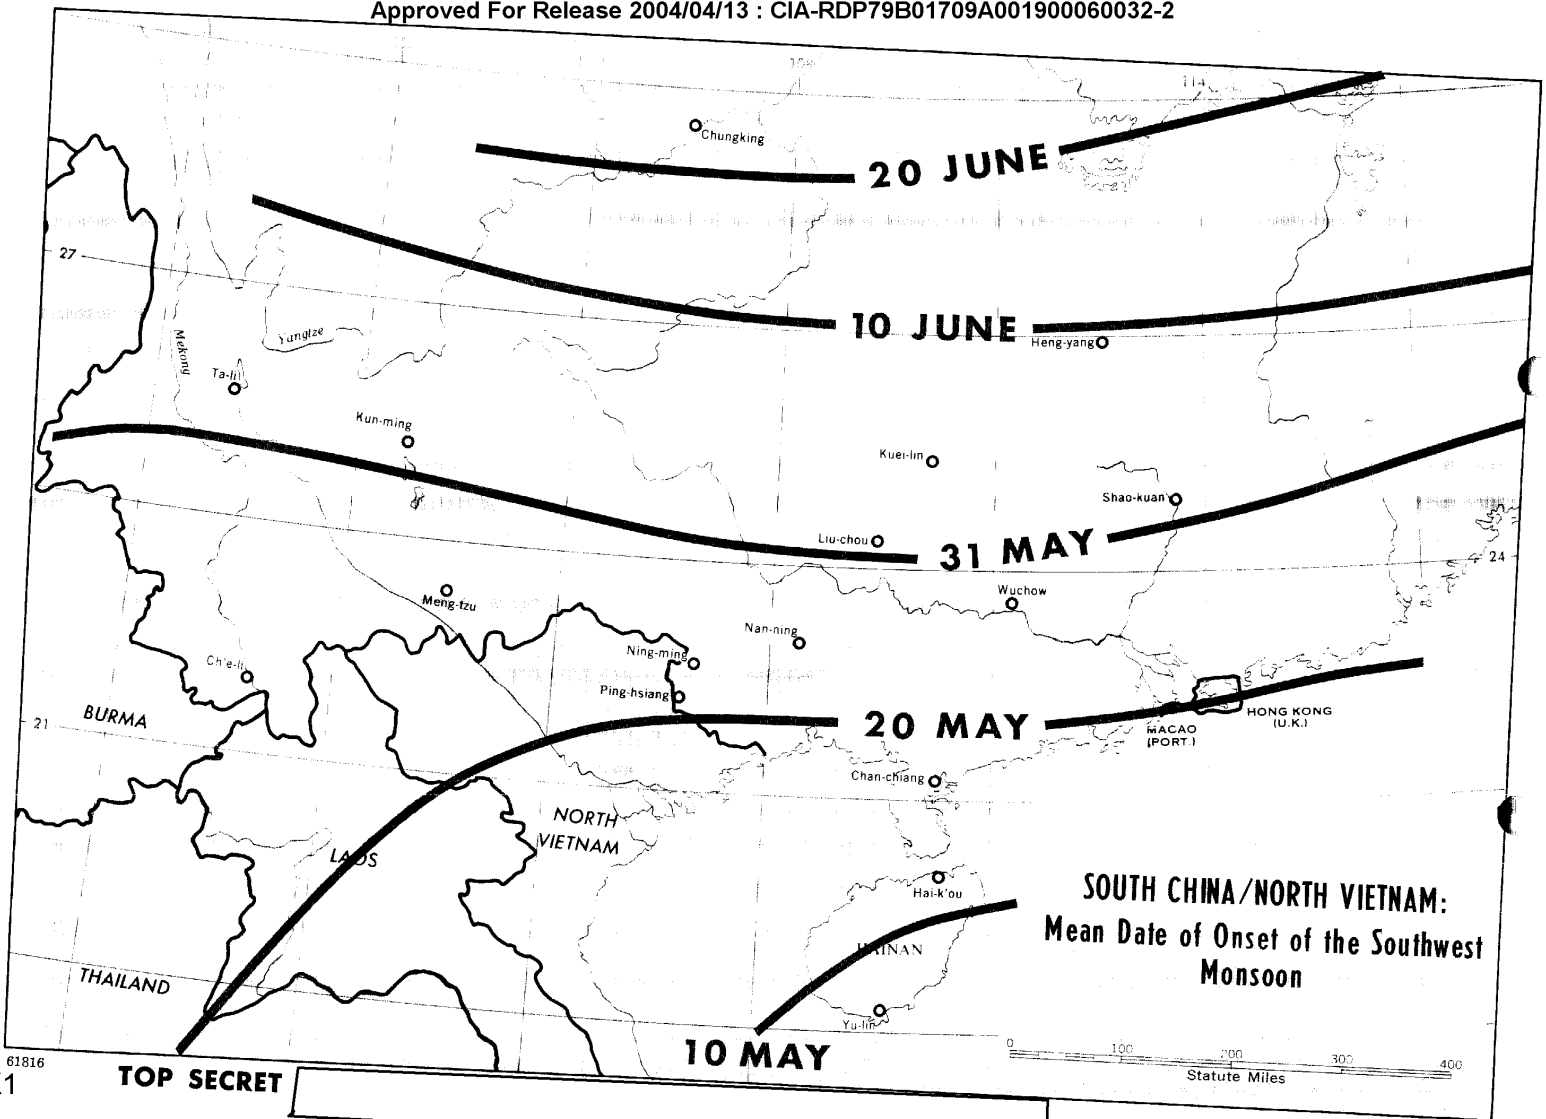 Approved For Release 2004/04/13 : CIA-RDP79B01709A001900060032-2
114
Chungking
20 JUNE
27
10 JUNE
Heng-yang
Mekong
Yangtze
Ta-li
Kun-ming
Kuei-lin
Shao-kuan
Liu-chou
31 MAY
24
Meng-tzu
Wuchow
Nan-ning
Ning-ming
Ch'e-li
Ping-hsiang
BURMA
21
20 MAY
HONG KONG
(U.K.)
MACAO
(PORT.)
Chan-chiang
NORTH
VIETNAM
LAOS
Hai-k'ou
HAINAN
THAILAND
Yu-lin
10 MAY
SOUTH CHINA/NORTH VIETNAM:
Mean Date of Onset of the Southwest
Monsoon
0 100 200 300 400
Statute Miles
61816
TOP SECRET